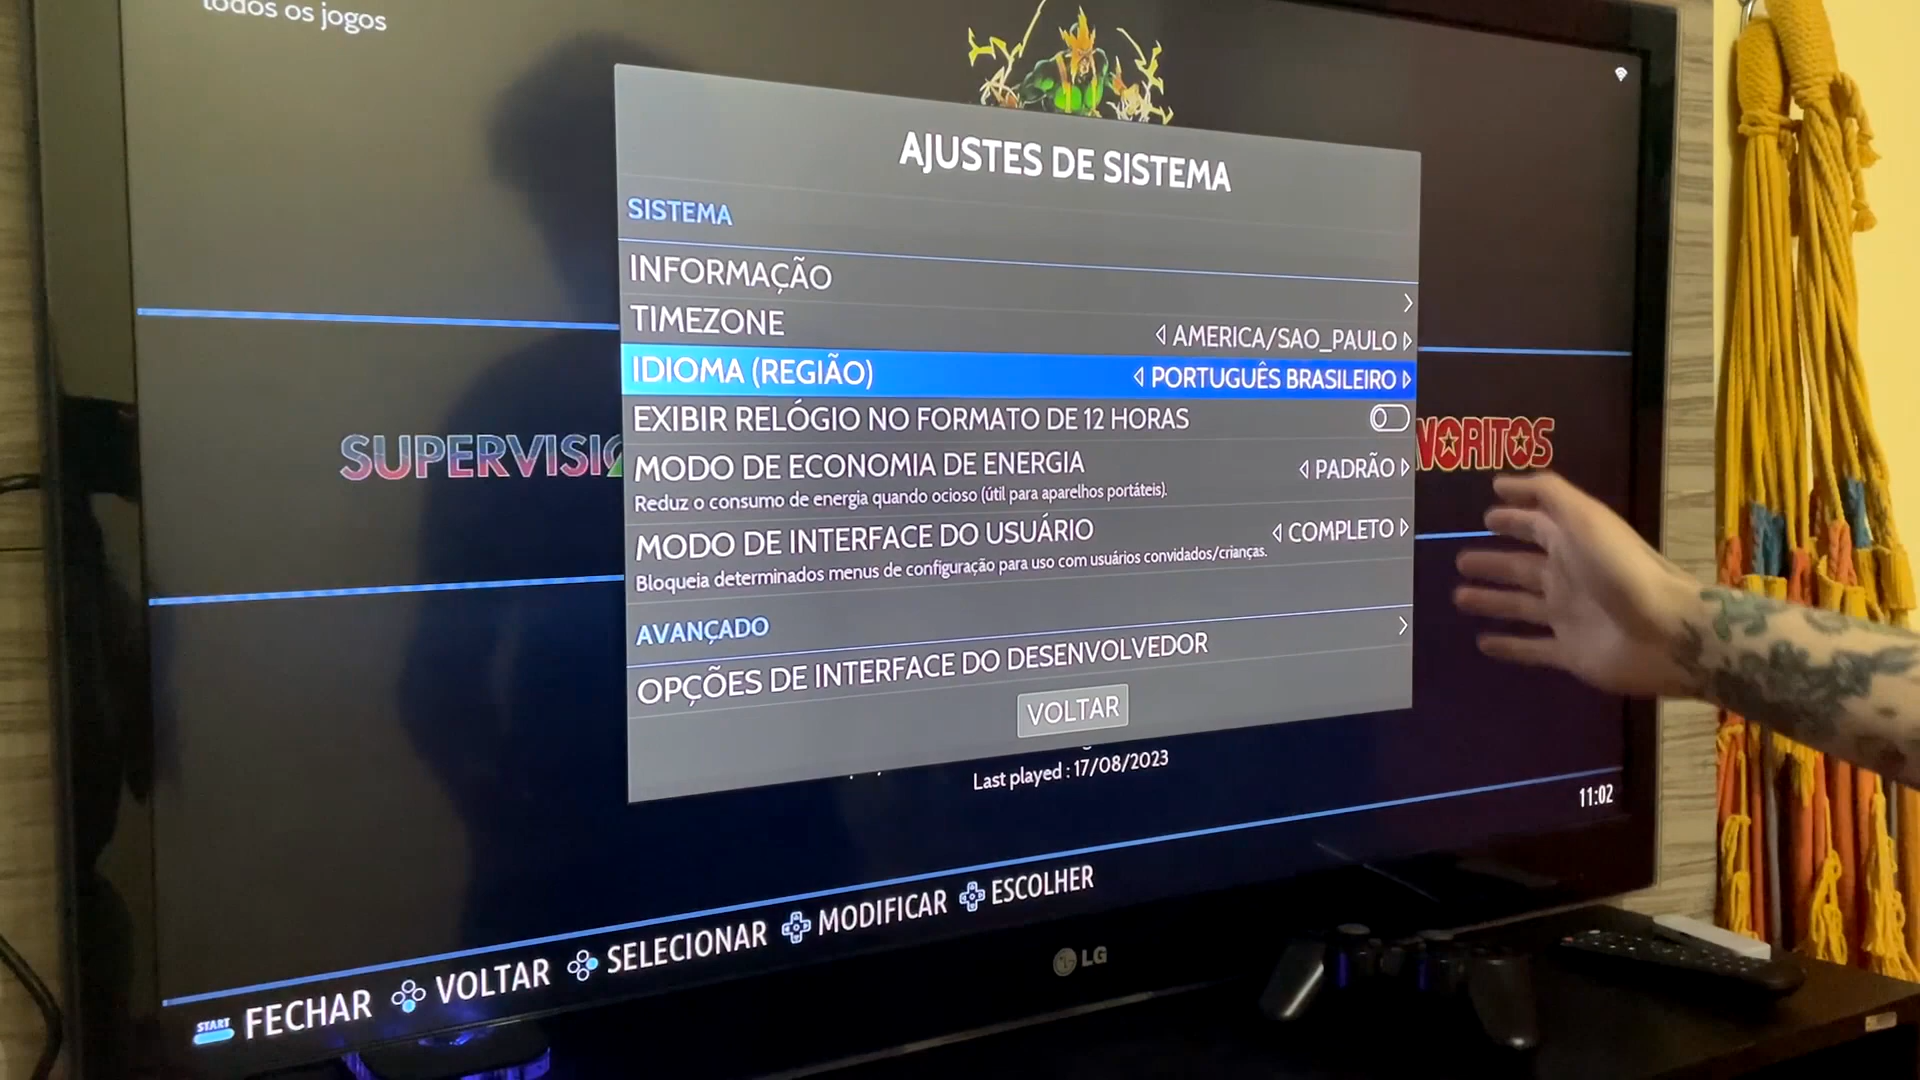 todos os jogos
AJUSTES DE SISTEMA
SISTEMA
INFORMAÇÃO
TIMEZONE
AMERICA/SAO_PAULO
IDIOMA (REGIÃO)
PORTUGUÊS BRASILEIRO
EXIBIR RELÓGIO NO FORMATO DE 12 HORAS
MODO DE ECONOMIA DE ENERGIA
PADRÃO
Reduz o consumo de energia quando ocioso (útil para aparelhos portáteis).
MODO DE INTERFACE DO USUÁRIO
COMPLETO
Bloqueia determinados menus de configuração para uso com usuários convidados/crianças.
AVANÇADO
OPÇÕES DE INTERFACE DO DESENVOLVEDOR
VOLTAR
Last played : 17/08/2023
11:02
START FECHAR VOLTAR SELECIONAR MODIFICAR ESCOLHER
LG